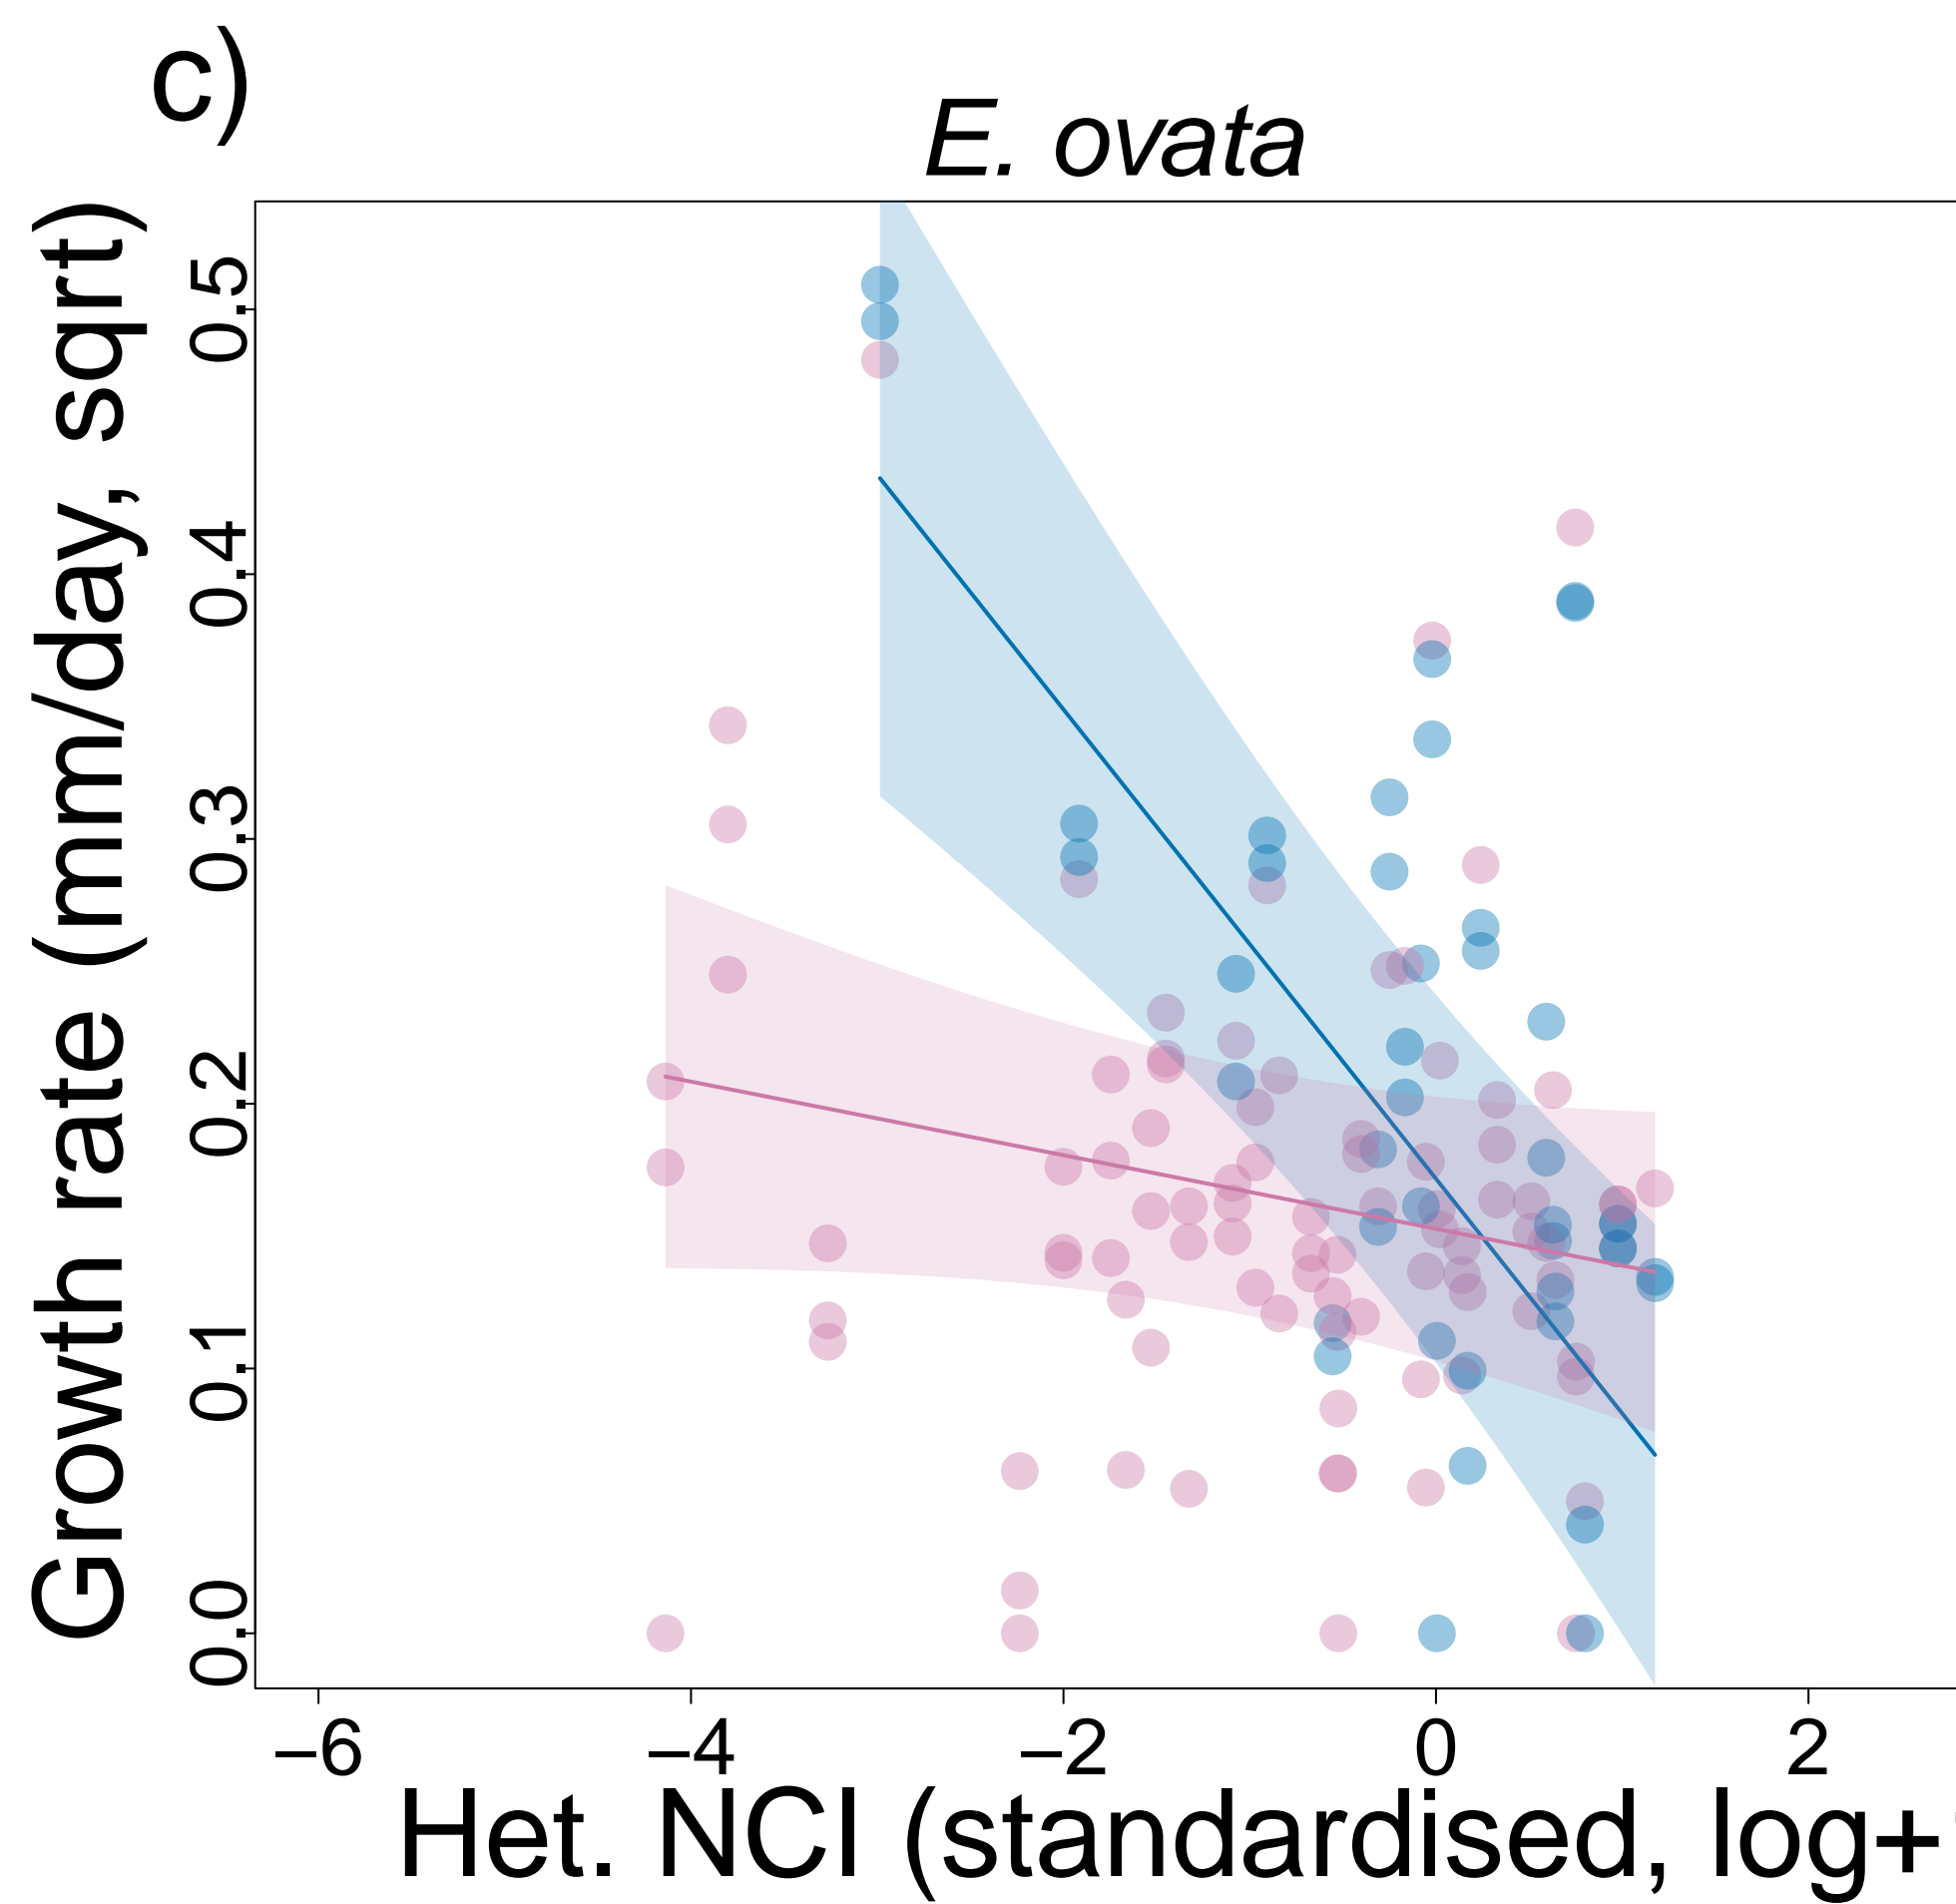 c)
E. ovata
Growth rate (mm/day, sqrt)
0.5
0.4
0.3
0.2
0.1
0.0
−6
−4
−2
0
2
Het. NCI (standardised, log+